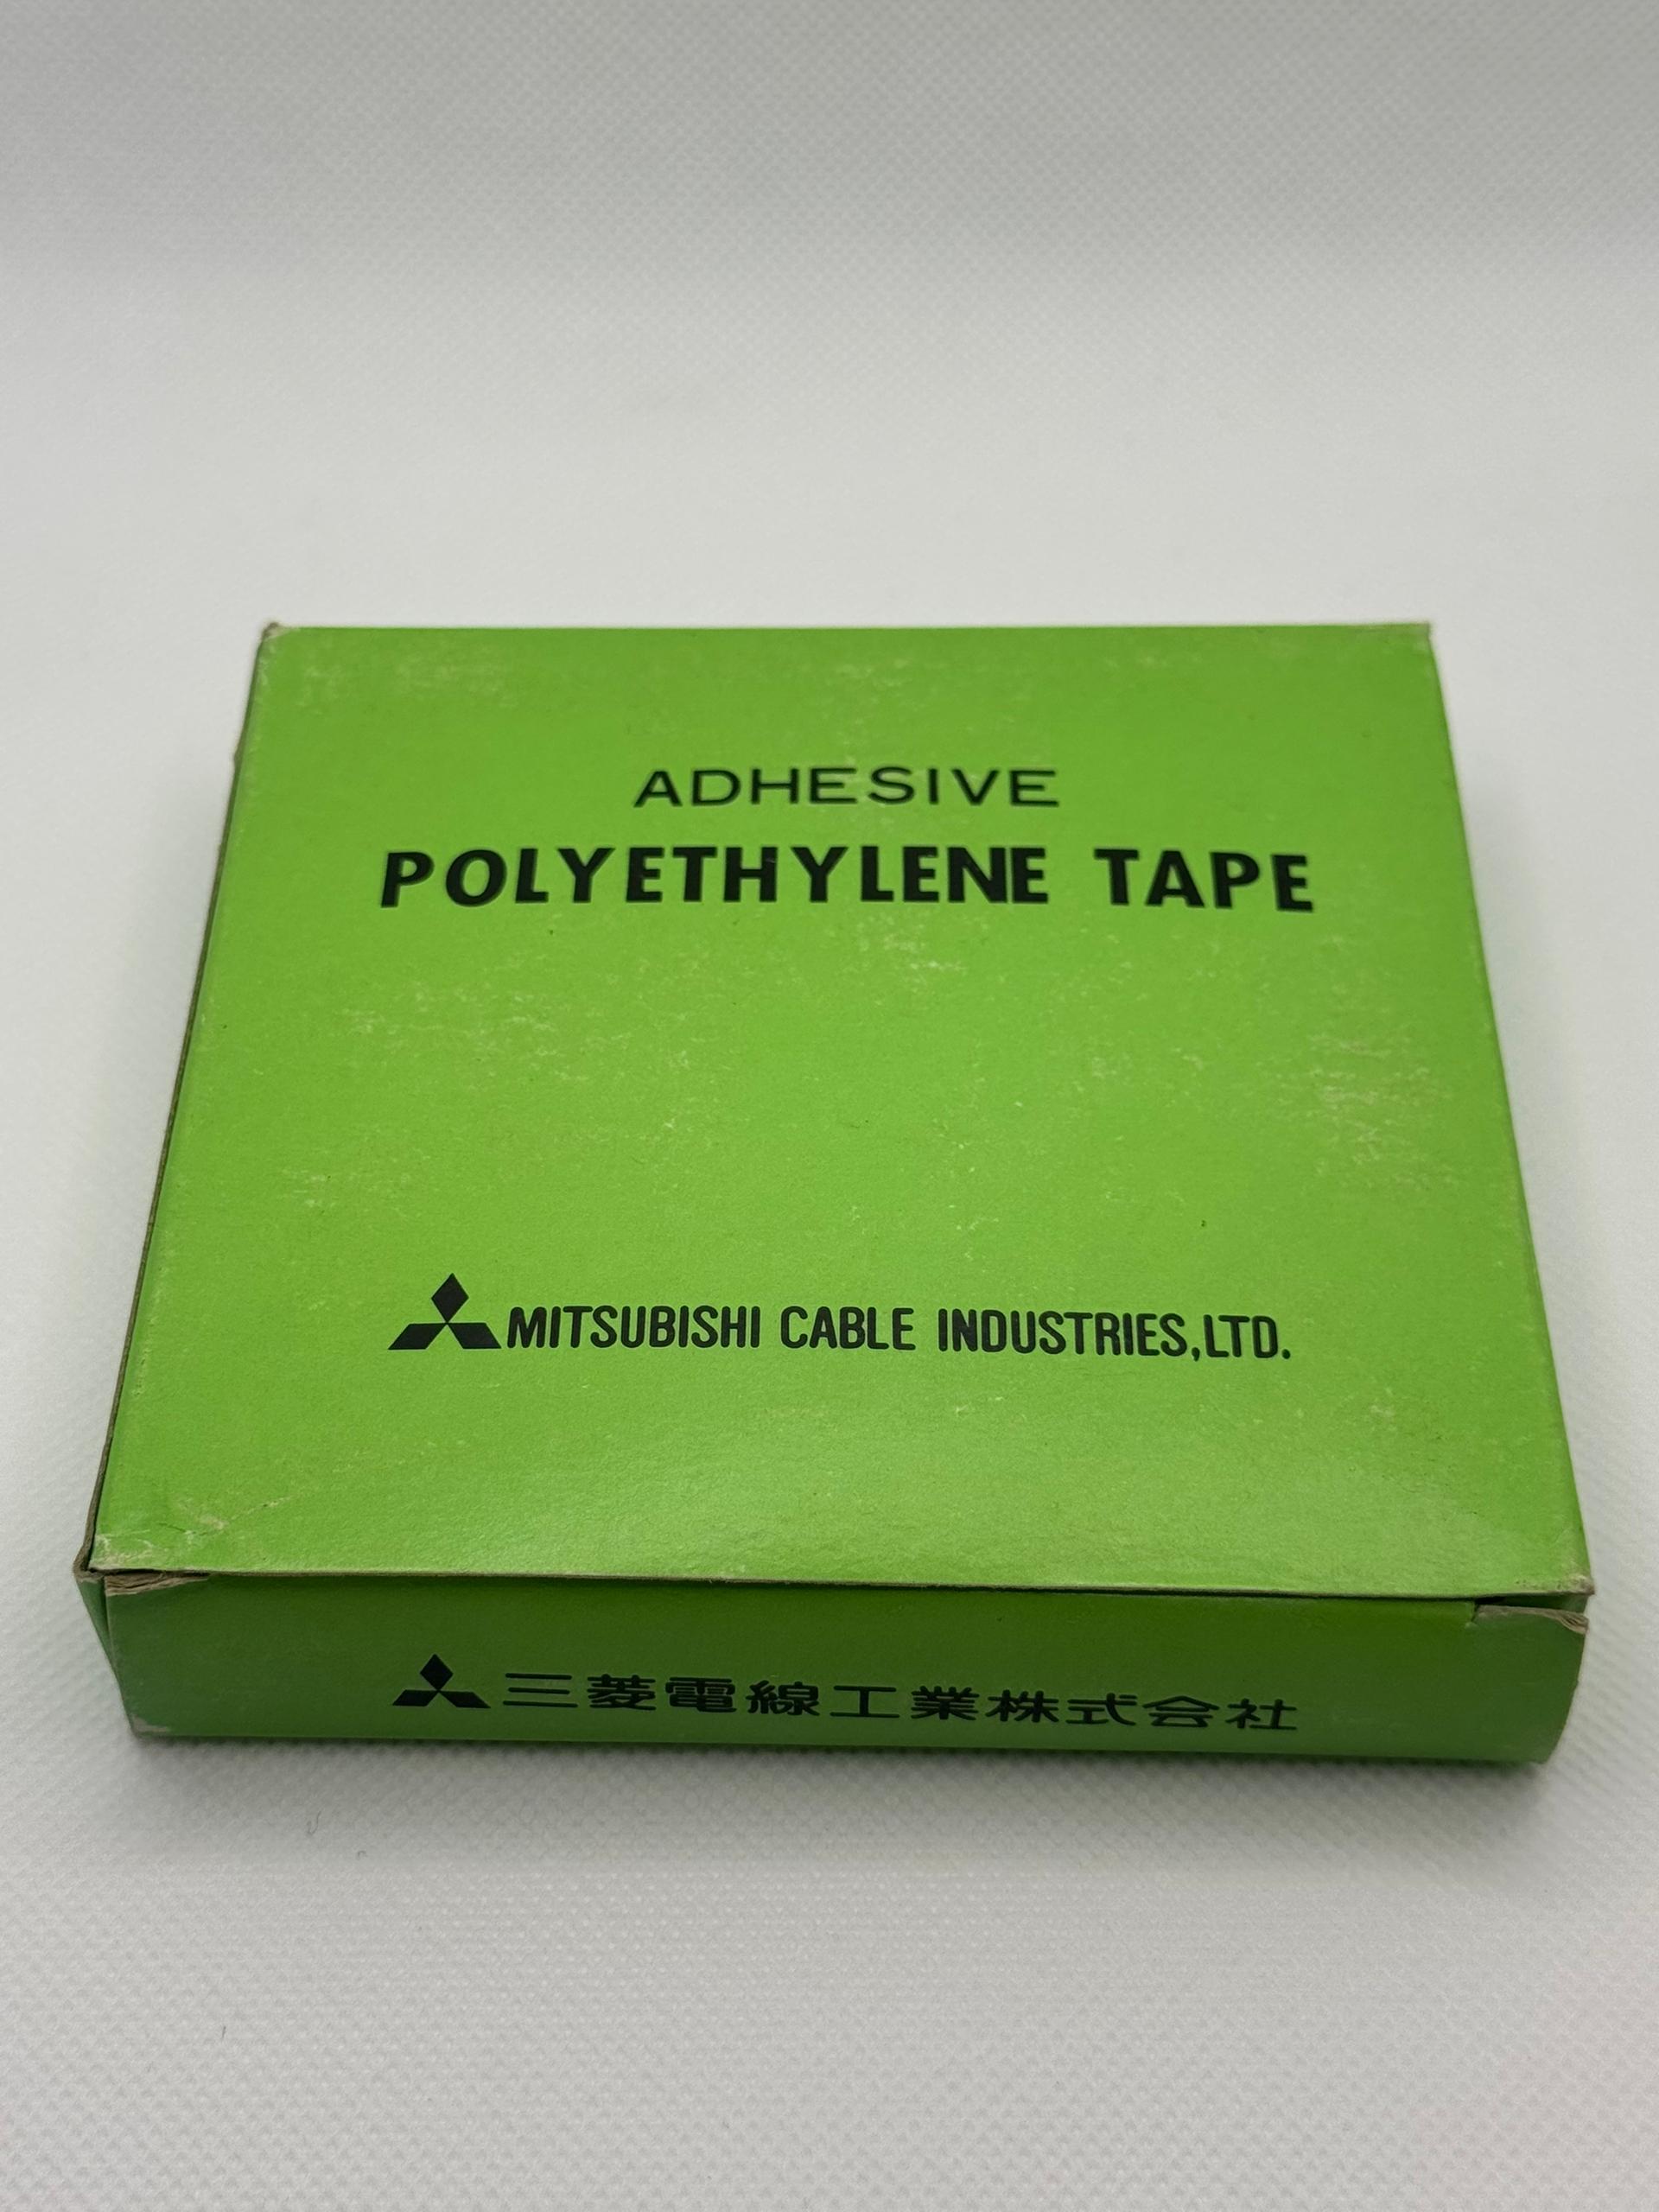 ADHESIVE
POLYETHYLENE TAPE
MITSUBISHI CABLE INDUSTRIES,LTD.
三菱電線工業株式会社